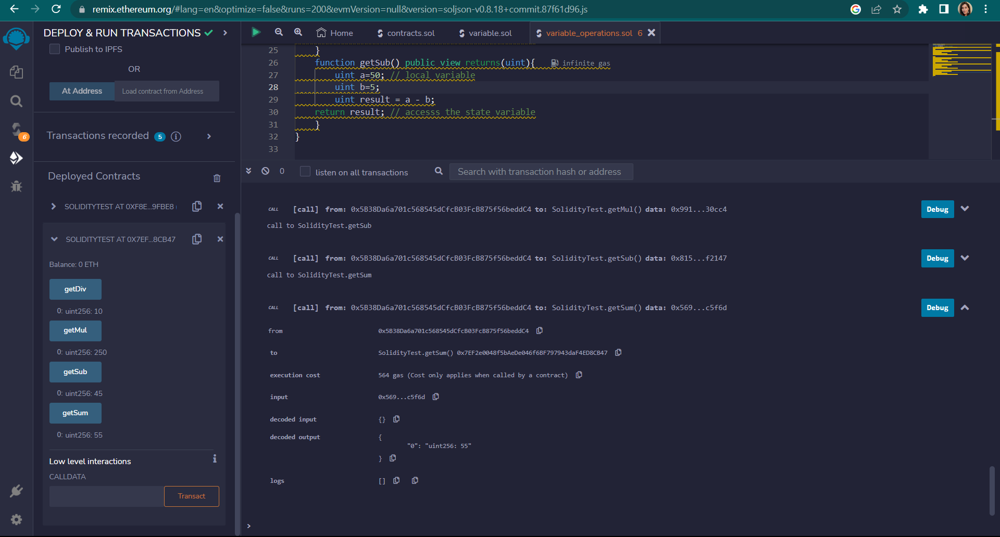 remix.ethereum.org/#lang=en&optimize=false&runs=200&evmVersion=null&version=soljson-v0.8.18+commit.87f61d96.js
DEPLOY & RUN TRANSACTIONS
Publish to IPFS
OR
At Address
Load contract from Address
Transactions recorded 5 i
Deployed Contracts
SOLIDITYTEST AT 0XF8E...9FBE8 (
SOLIDITYTEST AT 0X7EF...8CB47
Balance: 0 ETH
getDiv
0: uint256: 10
getMul
0: uint256: 250
getSub
0: uint256: 45
getSum
0: uint256: 55
Low level interactions i
CALLDATA
Transact
6
Home
contracts.sol
variable.sol
variable_operations.sol 6
25 }
26 function getSub() public view returns(uint){ infinite gas
27 uint a=50; // local variable
28 uint b=5;
29 uint result = a - b;
30 return result; // accesss the state variable
31 }
32 }
33
0
listen on all transactions
Search with transaction hash or address
CALL [call] from: 0x5B38Da6a701c568545dCfcB03FcB875f56beddC4 to: SolidityTest.getMul() data: 0x991...30cc4
Debug
call to SolidityTest.getSub
CALL [call] from: 0x5B38Da6a701c568545dCfcB03FcB875f56beddC4 to: SolidityTest.getSub() data: 0x815...f2147
Debug
call to SolidityTest.getSum
CALL [call] from: 0x5B38Da6a701c568545dCfcB03FcB875f56beddC4 to: SolidityTest.getSum() data: 0x569...c5f6d
Debug
from 0x5B38Da6a701c568545dCfcB03FcB875f56beddC4
to SolidityTest.getSum() 0x7EF2e0048f5bAeDe046f6BF797943daF4ED8CB47
execution cost 564 gas (Cost only applies when called by a contract)
input 0x569...c5f6d
decoded input {}
decoded output {
"0": "uint256: 55"
}
logs []
>